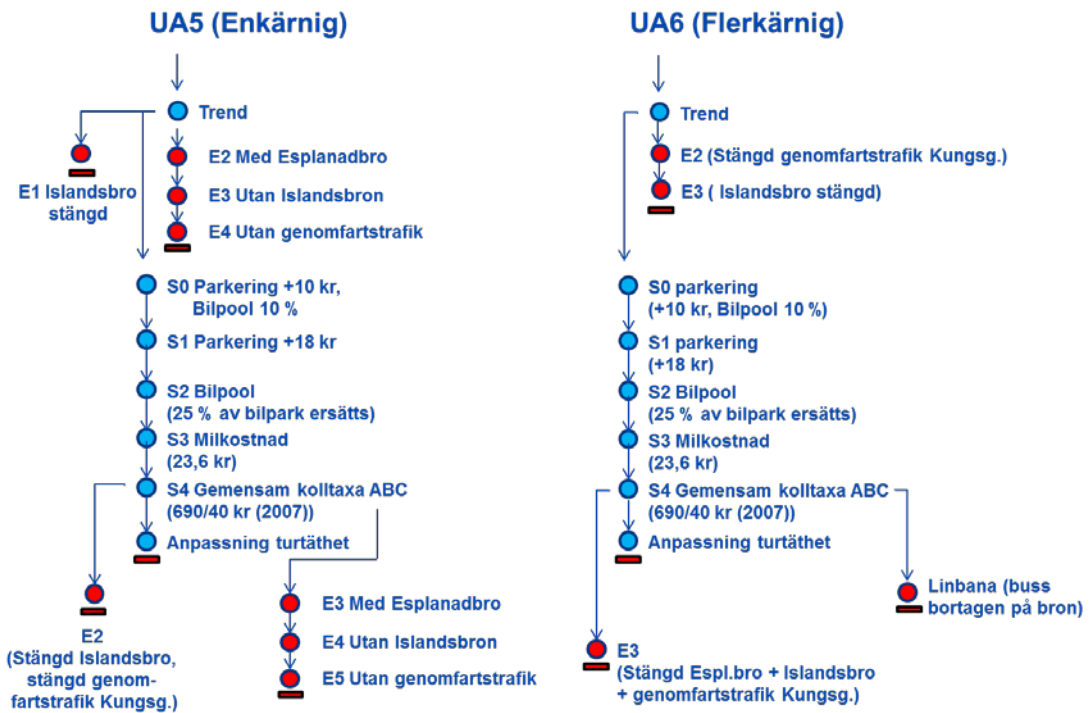 UA5 (Enkärnig)
Trend
E1 Islandsbro
stängd
E2 Med Esplanadbro
E3 Utan Islandsbron
E4 Utan genomfartstrafik
S0 Parkering +10 kr,
Bilpool 10 %
S1 Parkering +18 kr
S2 Bilpool
(25 % av bilpark ersätts)
S3 Milkostnad
(23,6 kr)
S4 Gemensam kolltaxa ABC
(690/40 kr (2007))
Anpassning turtäthet
E2
(Stängd Islandsbro,
stängd genom-
fartstrafik Kungsg.)
E3 Med Esplanadbro
E4 Utan Islandsbron
E5 Utan genomfartstrafik
UA6 (Flerkärnig)
Trend
E2 (Stängd genomfartstrafik Kungsg.)
E3 ( Islandsbro stängd)
S0 parkering
(+10 kr, Bilpool 10 %)
S1 parkering
(+18 kr)
S2 Bilpool
(25 % av bilpark ersätts)
S3 Milkostnad
(23,6 kr)
S4 Gemensam kolltaxa ABC
(690/40 kr (2007))
Anpassning turtäthet
Linbana (buss
bortagen på bron)
E3
(Stängd Espl.bro + Islandsbro
+ genomfartstrafik Kungsg.)